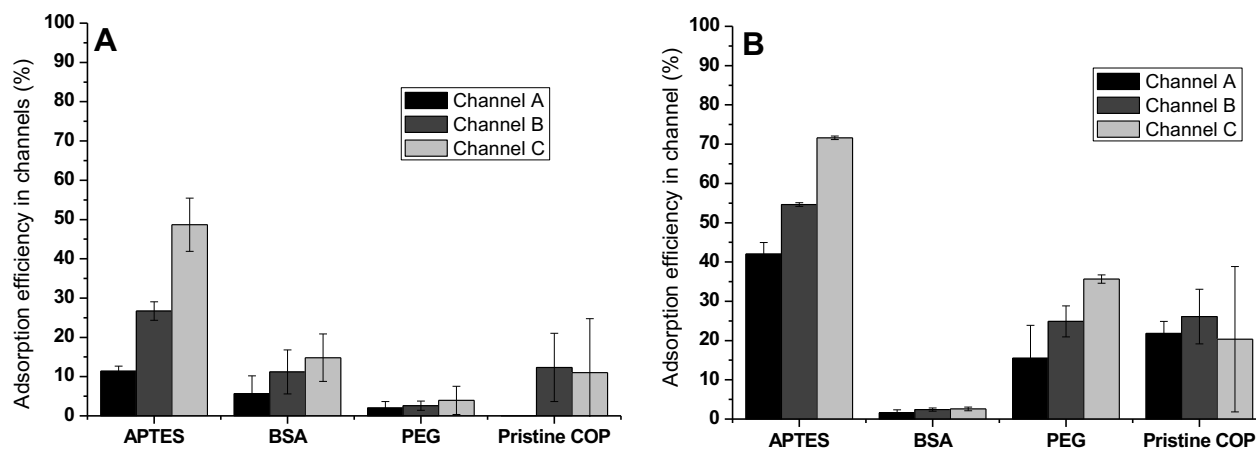 A
Adsorption efficiency in channels (%)
100
90
80
70
60
50
40
30
20
10
0
Channel A
Channel B
Channel C
APTES BSA PEG Pristine COP
B
Adsorption efficiency in channel (%)
100
90
80
70
60
50
40
30
20
10
0
Channel A
Channel B
Channel C
APTES BSA PEG Pristine COP